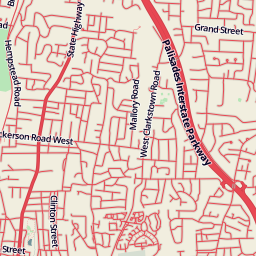 Grand Street
State Highway
Hempstead Road
Palisades Interstate Parkway
Mallory Road
West Clarkstown Road
ckerson Road West
Clinton Street
Street